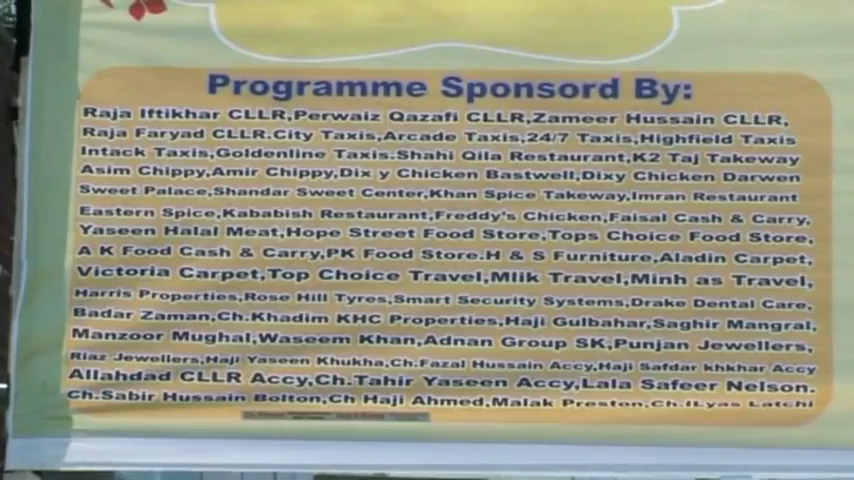 Programme Sponsord By:
Raja Iftikhar CLLR,Perwaiz Qazafi CLLR,Zameer Hussain CLLR,
Raja Faryad CLLR.City Taxis,Arcade Taxis,24/7 Taxis,Highfield Taxis
Intack Taxis,Goldenline Taxis.Shahi Qila Restaurant,K2 Taj Takeway
Asim Chippy,Amir Chippy,Dix y Chicken Bastwell,Dixy Chicken Darwen
Sweet Palace,Shandar Sweet Center,Khan Spice Takeway,Imran Restaurant
Eastern Spice,Kababish Restaurant,Freddy's Chicken,Faisal Cash & Carry.
Yaseen Halal Meat,Hope Street Food Store,Tops Choice Food Store,
A K Food Cash & Carry,PK Food Store.H & S Furniture,Aladin Carpet,
Victoria Carpet,Top Choice Travel,Mlik Travel,Minh as Travel,
Harris Properties,Rose Hill Tyres,Smart Security Systems,Drake Dental Care,
Badar Zaman,Ch.Khadim KHC Properties,Haji Gulbahar,Saghir Mangral,
Manzoor Mughal,Waseem Khan,Adnan Group SK,Punjan Jewellers,
Riaz Jewellers,Haji Yaseen Khukha,Ch.Fazal Hussain Accy,Haji Safdar khkhar Accy
Allahdad CLLR Accy,Ch.Tahir Yaseen Accy,Lala Safeer Nelson.
Ch.Sabir Hussain Bolton,Ch Haji Ahmed,Malak Preston,Ch.ILyas Latchi